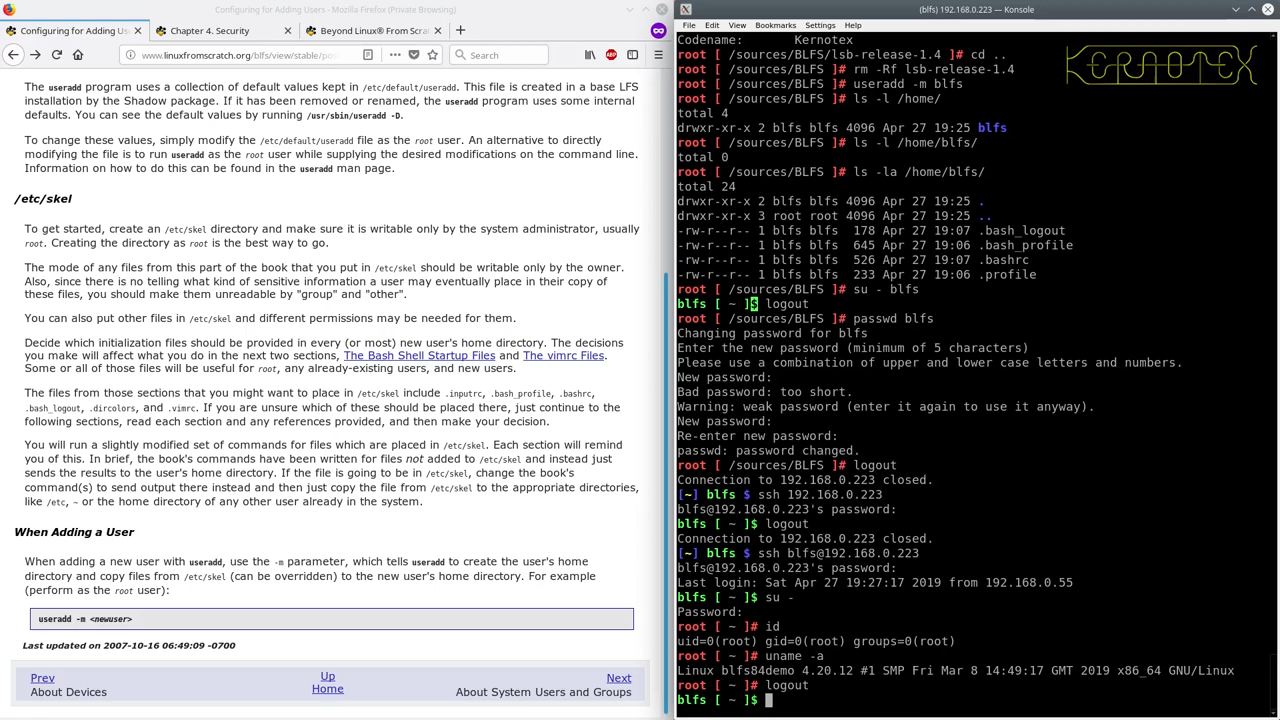 Configuring for Adding Users - Mozilla Firefox (Private Browsing)
Configuring for Adding Us
Chapter 4. Security
Beyond Linux® From Scra
www.linuxfromscratch.org/blfs/view/stab
Search
The useradd program uses a colection of default values kept in /etc/default/useradd. This file is created in a base LFS
installation by the Shadow package. If it has been removed or renamed, the useradd program uses some internal
defaults. You can see the default values by running /usr/sbin/useradd -D.
To change these values, simply modify the /etc/default/useradd file as the root user. An alternative to directly
modifying the file is to run useradd as the root user while supplying the desired modifications on the command line.
Information on how to do this can be found in the useradd man page.
/etc/skel
To get started, create an /etc/skel directory and make sure it is writable only by the system administrator, usually
root. Creating the directory as root is the best way to go.
The mode of any files from this part of the book that you put in /etc/skel should be writable only by the owner.
Also, since there is no telling what kind of sensitive information a user may eventually place in their copy of
these files, you should make them unreadable by "group" and "other".
You can also put other files in /etc/skel and different permissions may be needed for them.
Decide which initialization files should be provided in every (or most) new user's home directory. The decisions
you make will affect what you do in the next two sections, The Bash Shell Startup Files and The vimrc Files.
Some or all of those files will be useful for root, any already-existing users, and new users.
The files from those sections that you might want to place in /etc/skel include .inputrc, .bash_profile, .bashrc,
.bash_logout, .dircolors, and .vimrc. If you are unsure which of these should be placed there, just continue to the
following sections, read each section and any references provided, and then make your decision.
You will run a slightly modified set of commands for files which are placed in /etc/skel. Each section will remind
you of this. In brief, the book's commands have been written for files not added to /etc/skel and instead just
sends the results to the user's home directory. If the file is going to be in /etc/skel, change the book's
command(s) to send output there instead and then just copy the file from /etc/skel to the appropriate directories,
like /etc, ~ or the home directory of any other user already in the system.
When Adding a User
When adding a new user with useradd, use the -m parameter, which tells useradd to create the user's home
directory and copy files from /etc/skel (can be overridden) to the new user's home directory. For example
(perform as the root user):
useradd -m <newuser>
Last updated on 2007-10-16 06:49:09 -0700
Prev
About Devices
Up
Home
Next
About System Users and Groups
(blfs) 192.168.0.223 — Konsole
File Edit View Bookmarks Settings Help
KERNOTEX
Codename: Kernotex
root [ /sources/BLFS/lsb-release-1.4 ]# cd ..
root [ /sources/BLFS ]# rm -Rf lsb-release-1.4
root [ /sources/BLFS ]# useradd -m blfs
root [ /sources/BLFS ]# ls -l /home/
total 4
drwxr-xr-x 2 blfs blfs 4096 Apr 27 19:25 blfs
root [ /sources/BLFS ]# ls -l /home/blfs/
total 0
root [ /sources/BLFS ]# ls -la /home/blfs/
total 24
drwxr-xr-x 2 blfs blfs 4096 Apr 27 19:25 .
drwxr-xr-x 3 root root 4096 Apr 27 19:25 ..
-rw-r--r-- 1 blfs blfs 178 Apr 27 19:07 .bash_logout
-rw-r--r-- 1 blfs blfs 645 Apr 27 19:06 .bash_profile
-rw-r--r-- 1 blfs blfs 526 Apr 27 19:07 .bashrc
-rw-r--r-- 1 blfs blfs 233 Apr 27 19:06 .profile
root [ /sources/BLFS ]# su - blfs
blfs [ ~ ]$ logout
root [ /sources/BLFS ]# passwd blfs
Changing password for blfs
Enter the new password (minimum of 5 characters)
Please use a combination of upper and lower case letters and numbers.
New password:
Bad password: too short.
Warning: weak password (enter it again to use it anyway).
New password:
Re-enter new password:
passwd: password changed.
root [ /sources/BLFS ]# logout
Connection to 192.168.0.223 closed.
[~] blfs $ ssh 192.168.0.223
blfs@192.168.0.223's password:
blfs [ ~ ]$ logout
Connection to 192.168.0.223 closed.
[~] blfs $ ssh blfs@192.168.0.223
blfs@192.168.0.223's password:
Last login: Sat Apr 27 19:27:17 2019 from 192.168.0.55
blfs [ ~ ]$ su -
Password:
root [ ~ ]# id
uid=0(root) gid=0(root) groups=0(root)
root [ ~ ]# uname -a
Linux blfs84demo 4.20.12 #1 SMP Fri Mar 8 14:49:17 GMT 2019 x86_64 GNU/Linux
root [ ~ ]# logout
blfs [ ~ ]$